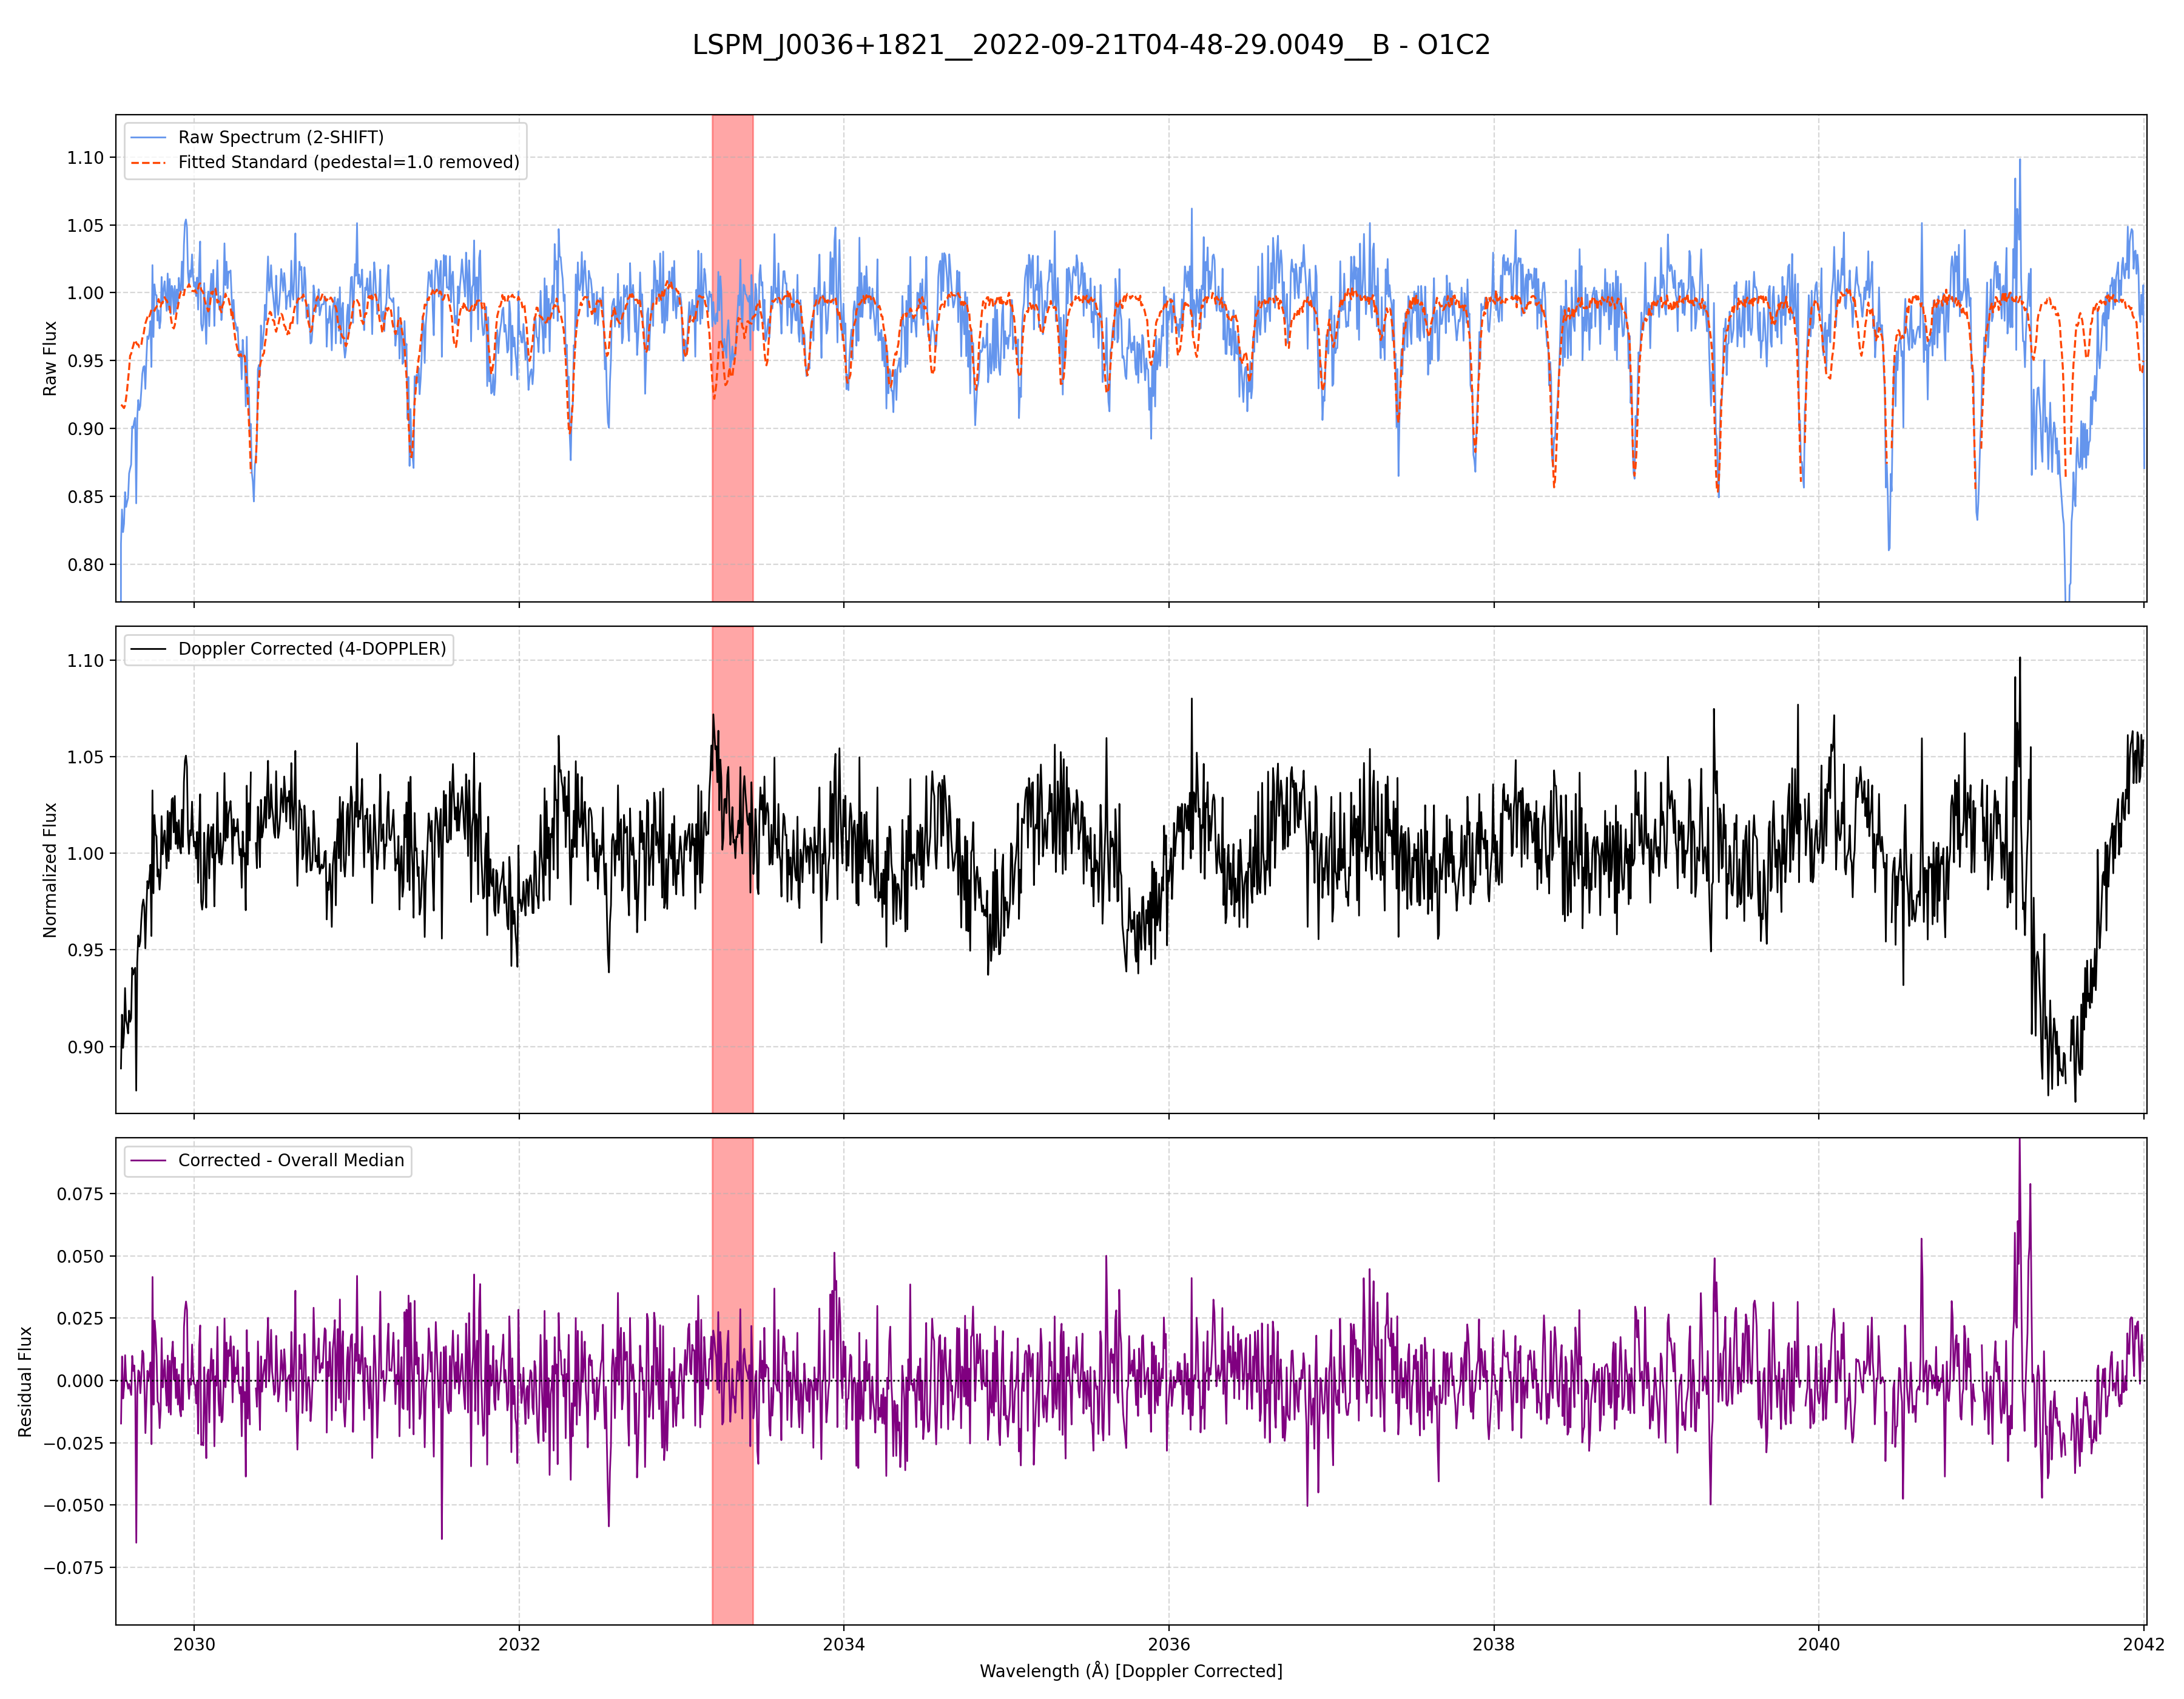 LSPM_J0036+1821__2022-09-21T04-48-29.0049__B - O1C2
Raw Spectrum (2-SHIFT)
Fitted Standard (pedestal=1.0 removed)
Raw Flux
1.10
1.05
1.00
0.95
0.90
0.85
0.80
Doppler Corrected (4-DOPPLER)
Normalized Flux
1.10
1.05
1.00
0.95
0.90
Corrected - Overall Median
Residual Flux
0.075
0.050
0.025
0.000
−0.025
−0.050
−0.075
2030 2032 2034 2036 2038 2040 2042
Wavelength (Å) [Doppler Corrected]